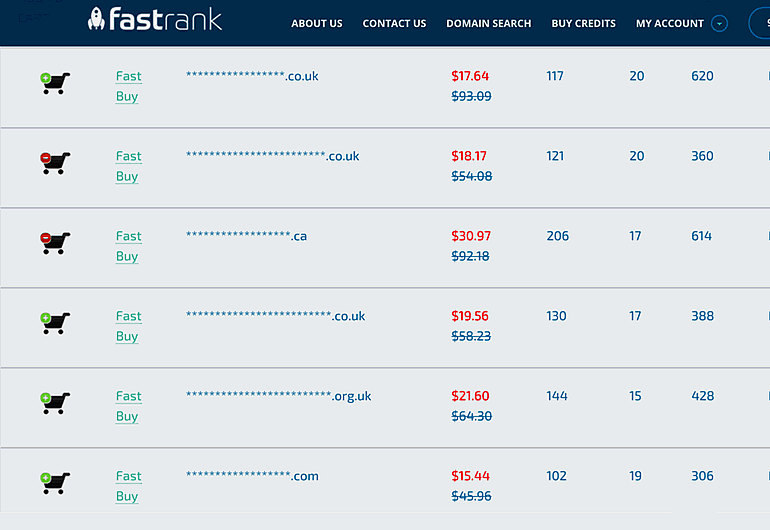 fastrank
ABOUT US CONTACT US DOMAIN SEARCH BUY CREDITS MY ACCOUNT
Fast Buy *****************.co.uk $17.64 $93.09 117 20 620
Fast Buy ************************.co.uk $18.17 $54.08 121 20 360
Fast Buy ******************.ca $30.97 $92.18 206 17 614
Fast Buy *************************.co.uk $19.56 $58.23 130 17 388
Fast Buy *************************.org.uk $21.60 $64.30 144 15 428
Fast Buy ******************.com $15.44 $45.96 102 19 306